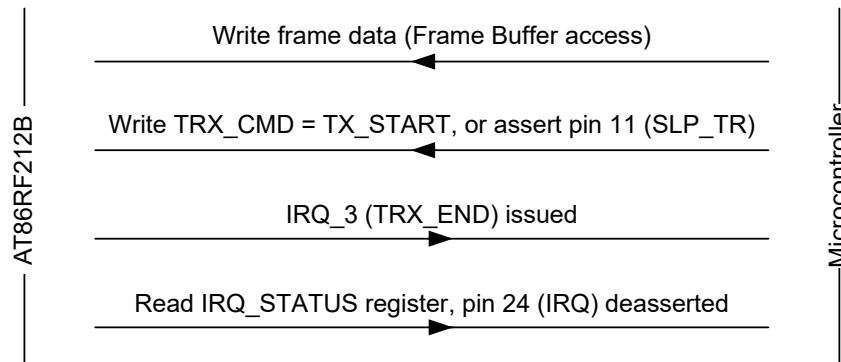 Write frame data (Frame Buffer access)
Write TRX_CMD = TX_START, or assert pin 11 (SLP_TR)
IRQ_3 (TRX_END) issued
Read IRQ_STATUS register, pin 24 (IRQ) deasserted
AT86RF212B
Microcontroller